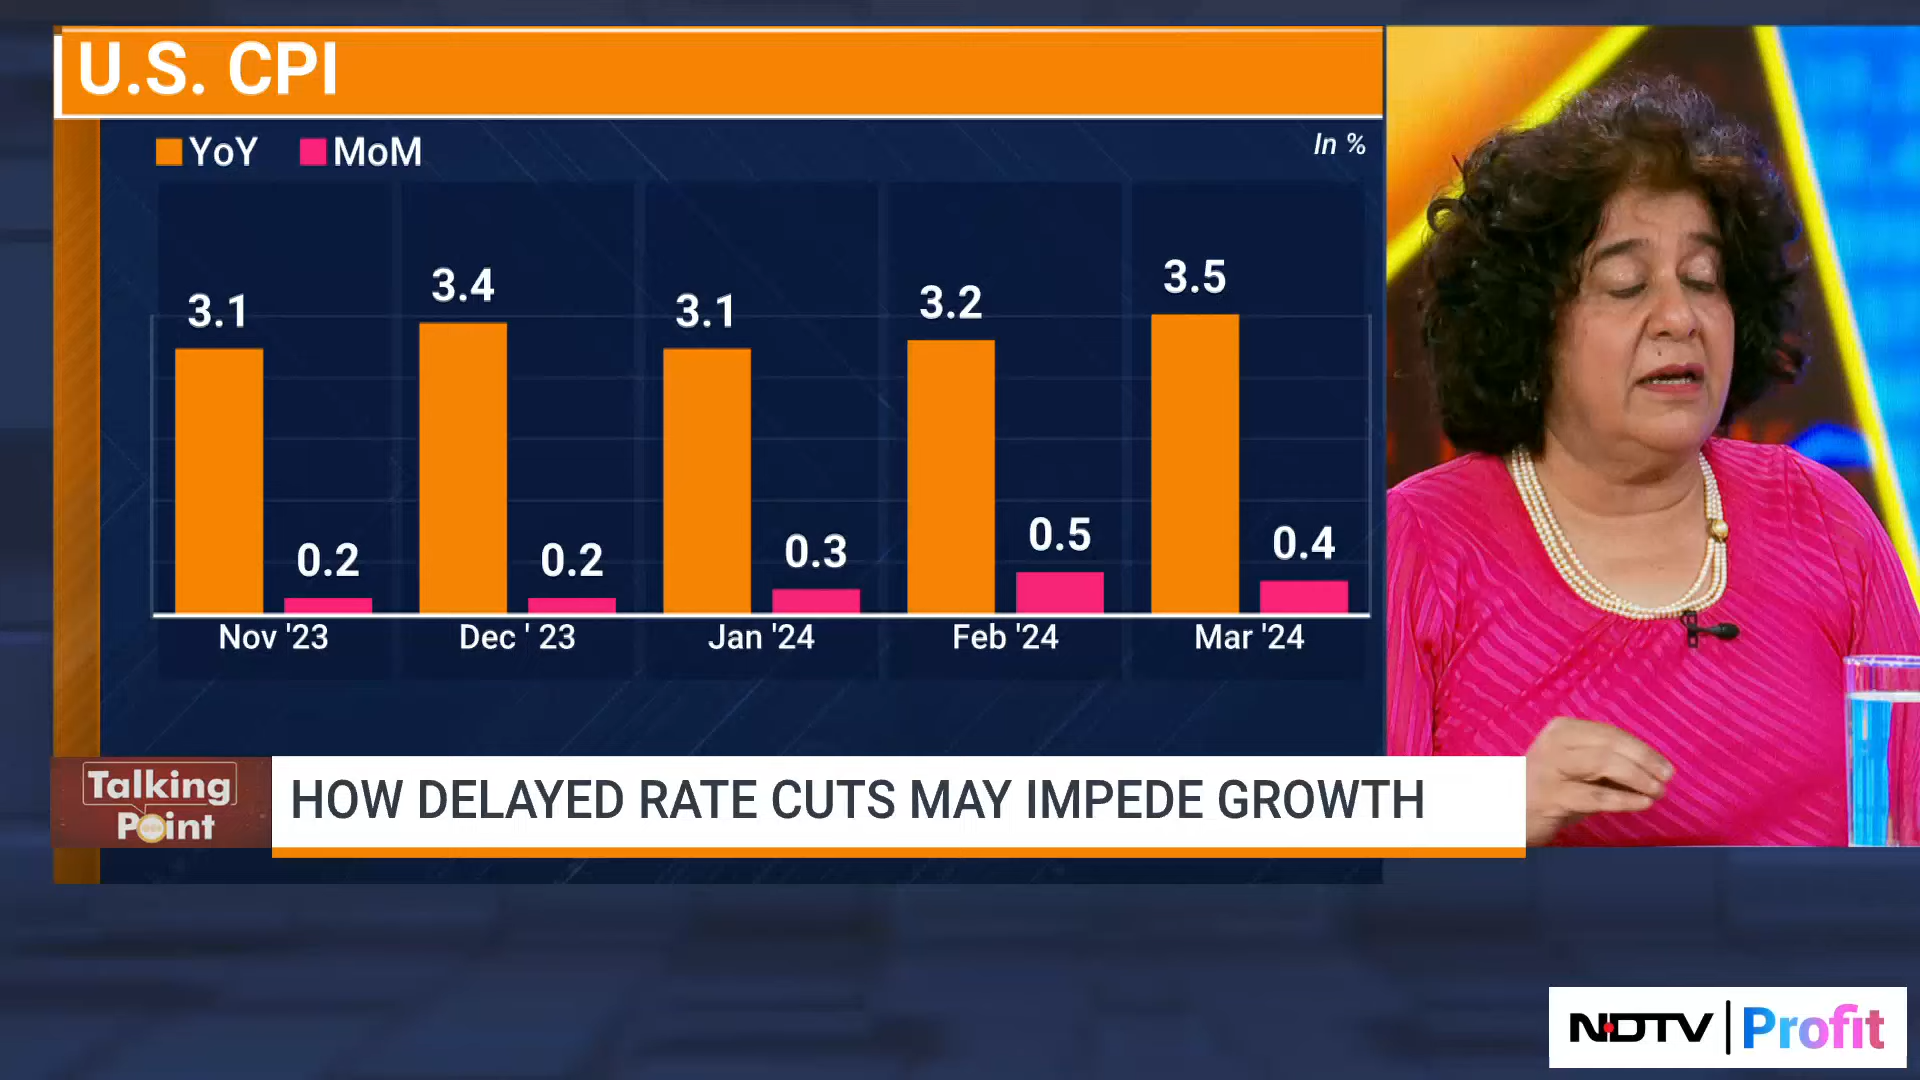 U.S. CPI
YoY MoM
In %
3.1 3.4 3.1 3.2 3.5
0.2 0.2 0.3 0.5 0.4
Nov '23 Dec ' 23 Jan '24 Feb '24 Mar '24
Talking
Point
HOW DELAYED RATE CUTS MAY IMPEDE GROWTH
NDTV Profit